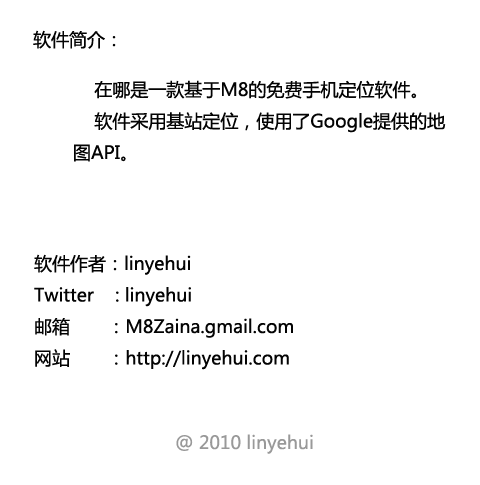 软件简介：
在哪是一款基于M8的免费手机定位软件。
软件采用基站定位，使用了Google提供的地
图API。
软件作者：linyehui
Twitter ：linyehui
邮箱 ：M8Zaina.gmail.com
网站 ：http://linyehui.com
@ 2010 linyehui